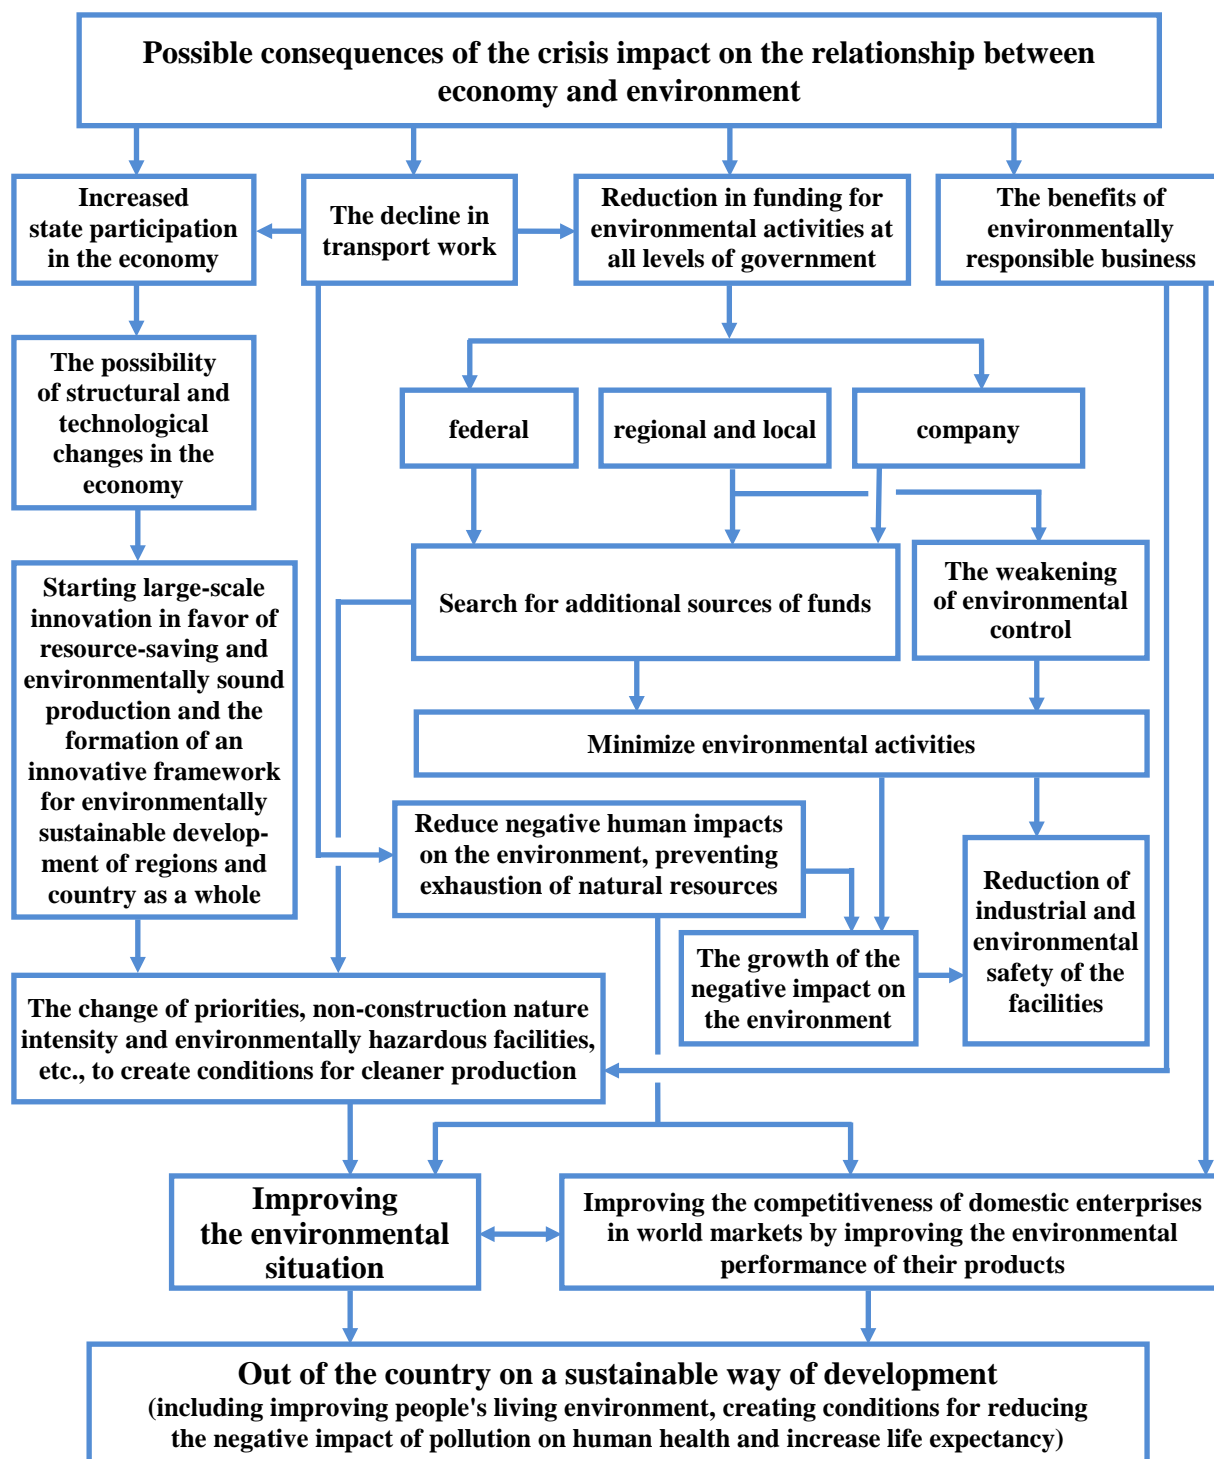 Possible consequences of the crisis impact on the relationship between
economy and environment
Increased
state participation
in the economy
The decline in
transport work
Reduction in funding for
environmental activities at
all levels of government
The benefits of
environmentally
responsible business
The possibility
of structural and
technological
changes in the
economy
federal
regional and local
company
Starting large-scale
innovation in favor of
resource-saving and
environmentally sound
production and the
formation of an
innovative framework
for environmentally
sustainable develop-
ment of regions and
country as a whole
Search for additional sources of funds
The weakening
of environmental
control
Minimize environmental activities
Reduce negative human impacts
on the environment, preventing
exhaustion of natural resources
Reduction of
industrial and
environmental
safety of the
facilities
The growth of the
negative impact on
the environment
The change of priorities, non-construction nature
intensity and environmentally hazardous facilities,
etc., to create conditions for cleaner production
Improving
the environmental
situation
Improving the competitiveness of domestic enterprises
in world markets by improving the environmental
performance of their products
Out of the country on a sustainable way of development
(including improving people's living environment, creating conditions for reducing
the negative impact of pollution on human health and increase life expectancy)